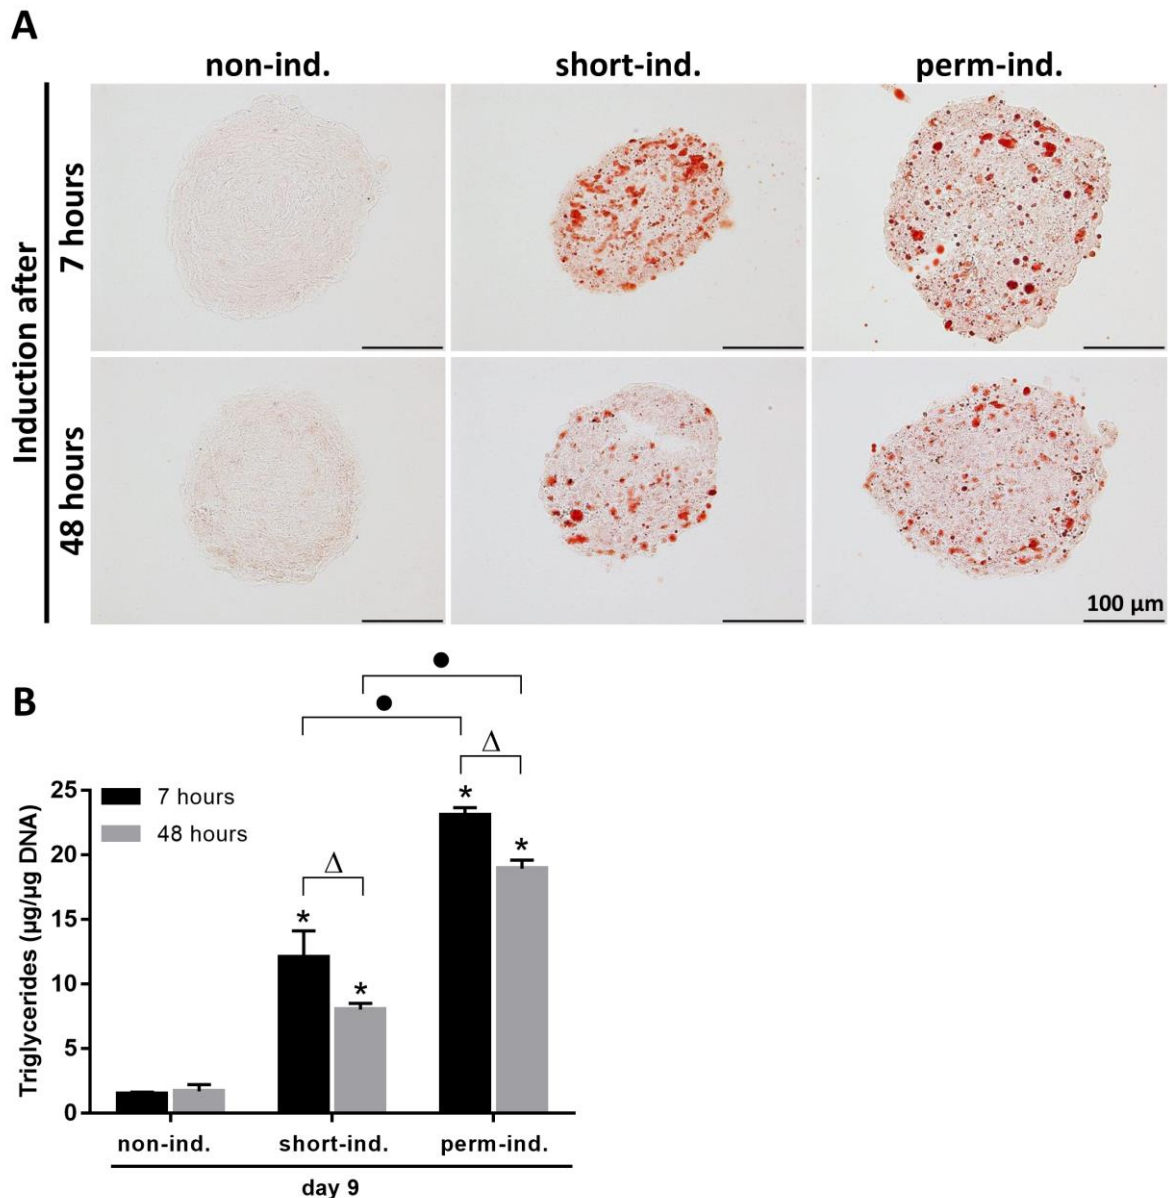 A
non-ind.
short-ind.
perm-ind.
Induction after
7 hours
48 hours
100 µm
B
●
●
Δ
Δ
*
*
*
*
Triglycerides (µg/µg DNA)
25
20
15
10
5
0
7 hours
48 hours
non-ind.
short-ind.
perm-ind.
day 9